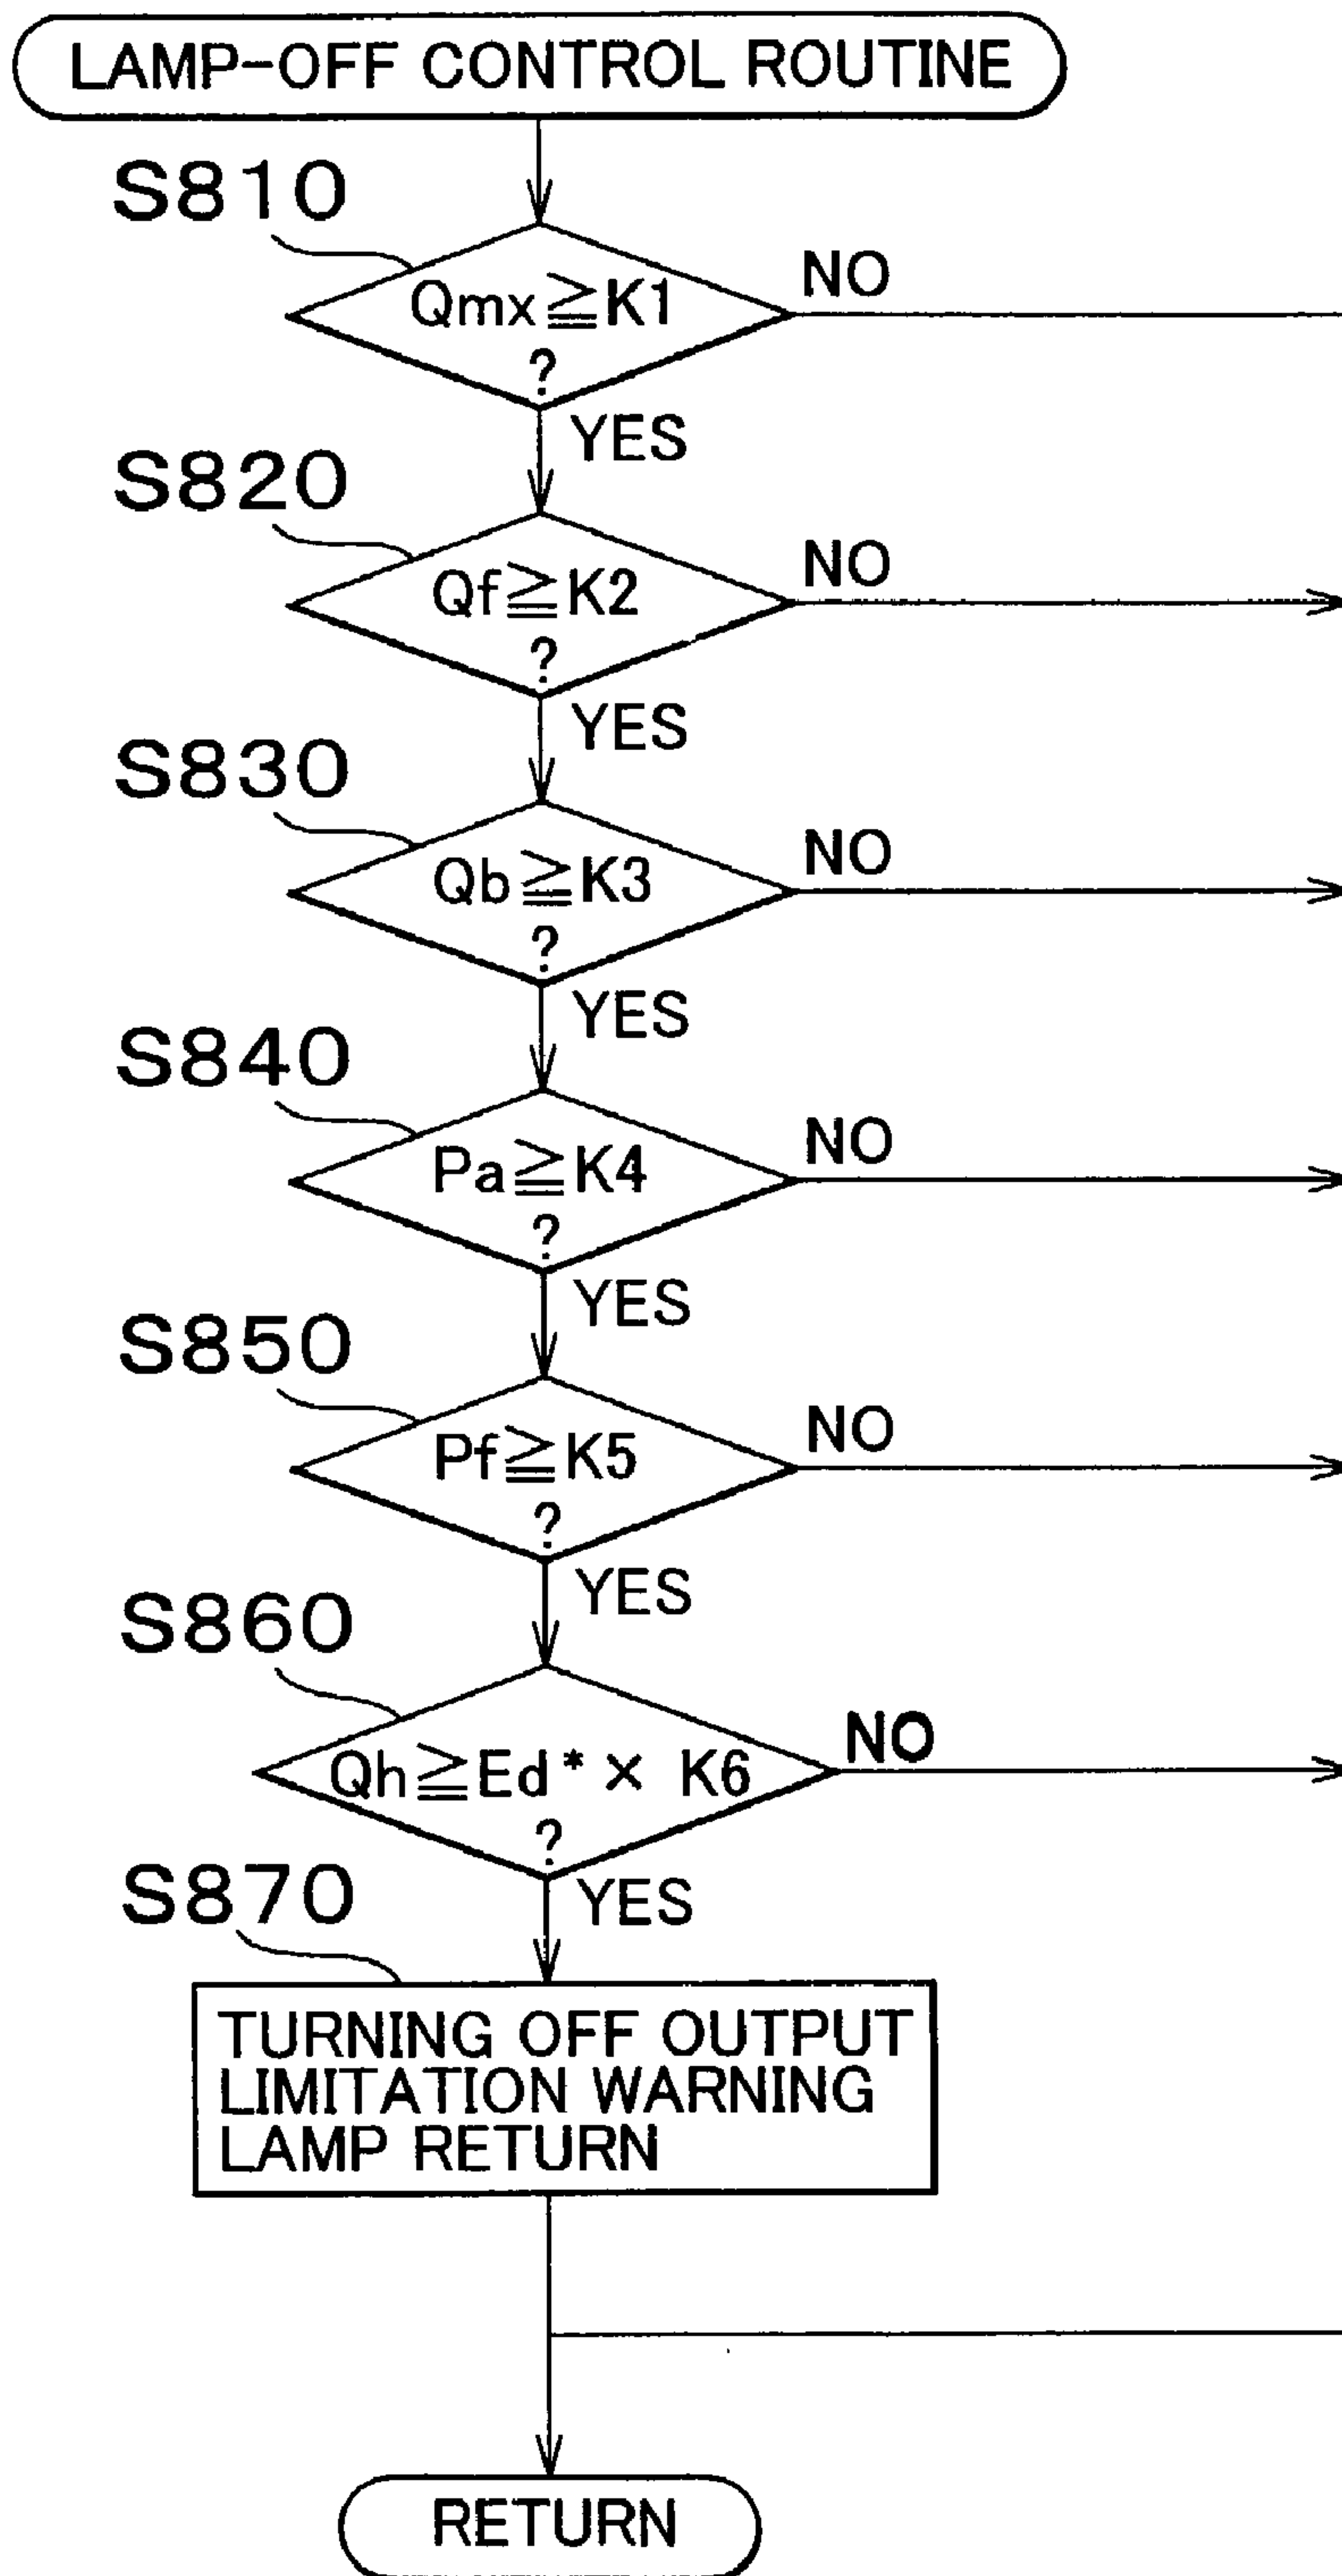 LAMP-OFF CONTROL ROUTINE
S810
Qmx≧K1
?
NO
YES
S820
Qf≧K2
?
NO
YES
S830
Qb≧K3
?
NO
YES
S840
Pa≧K4
?
NO
YES
S850
Pf≧K5
?
NO
YES
S860
Qh≧Ed* × K6
?
NO
YES
S870
TURNING OFF OUTPUT
LIMITATION WARNING
LAMP RETURN
RETURN